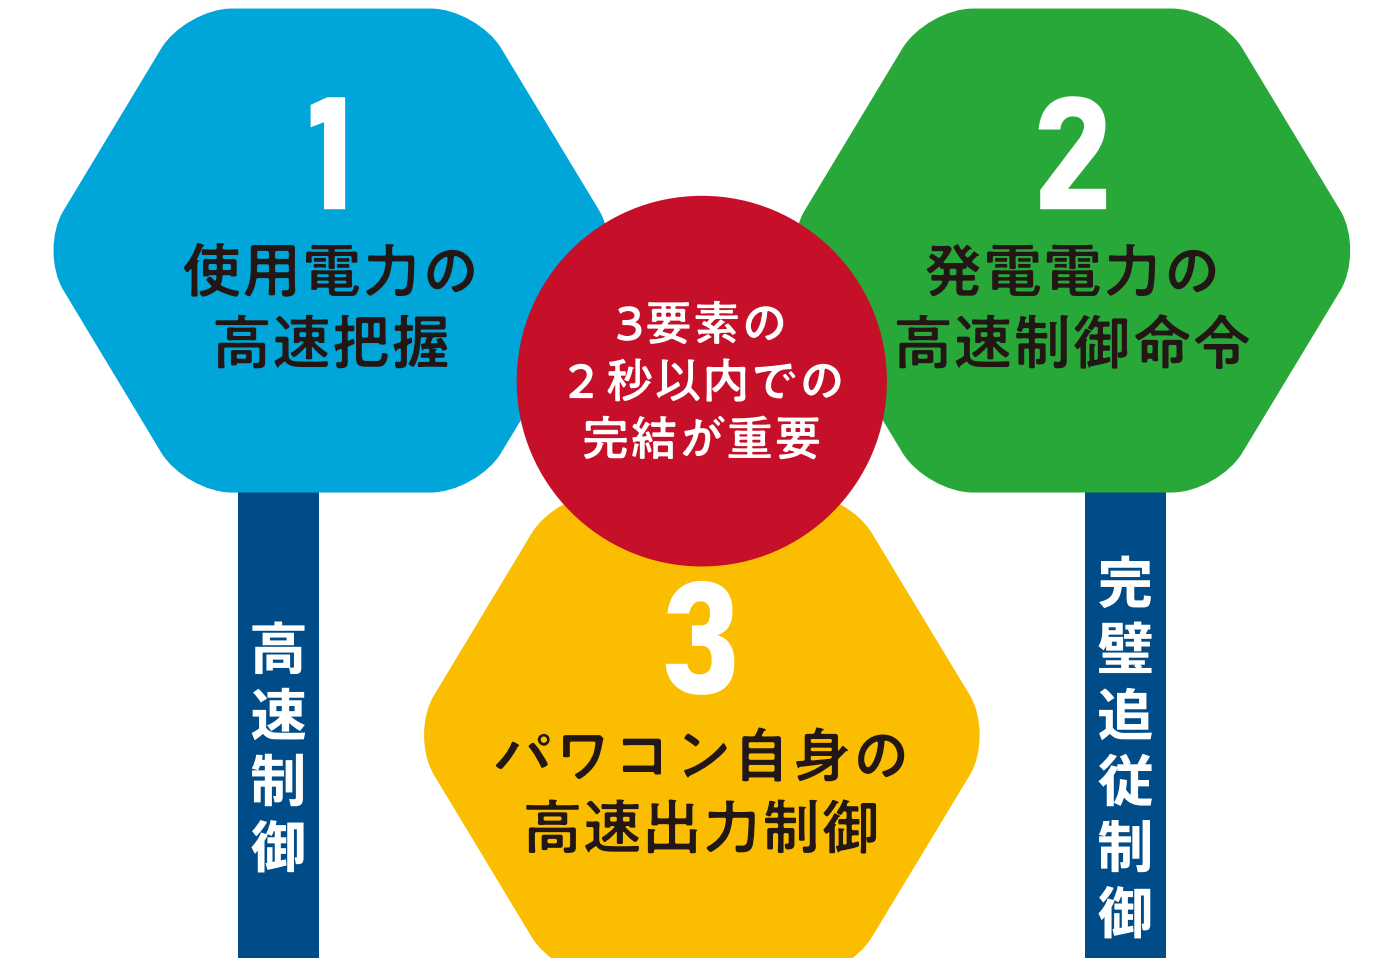 1
使用電力の
高速把握
2
発電電力の
高速制御命令
3要素の
2秒以内での
完結が重要
3
パワコン自身の
高速出力制御
高速制御
完璧追従制御